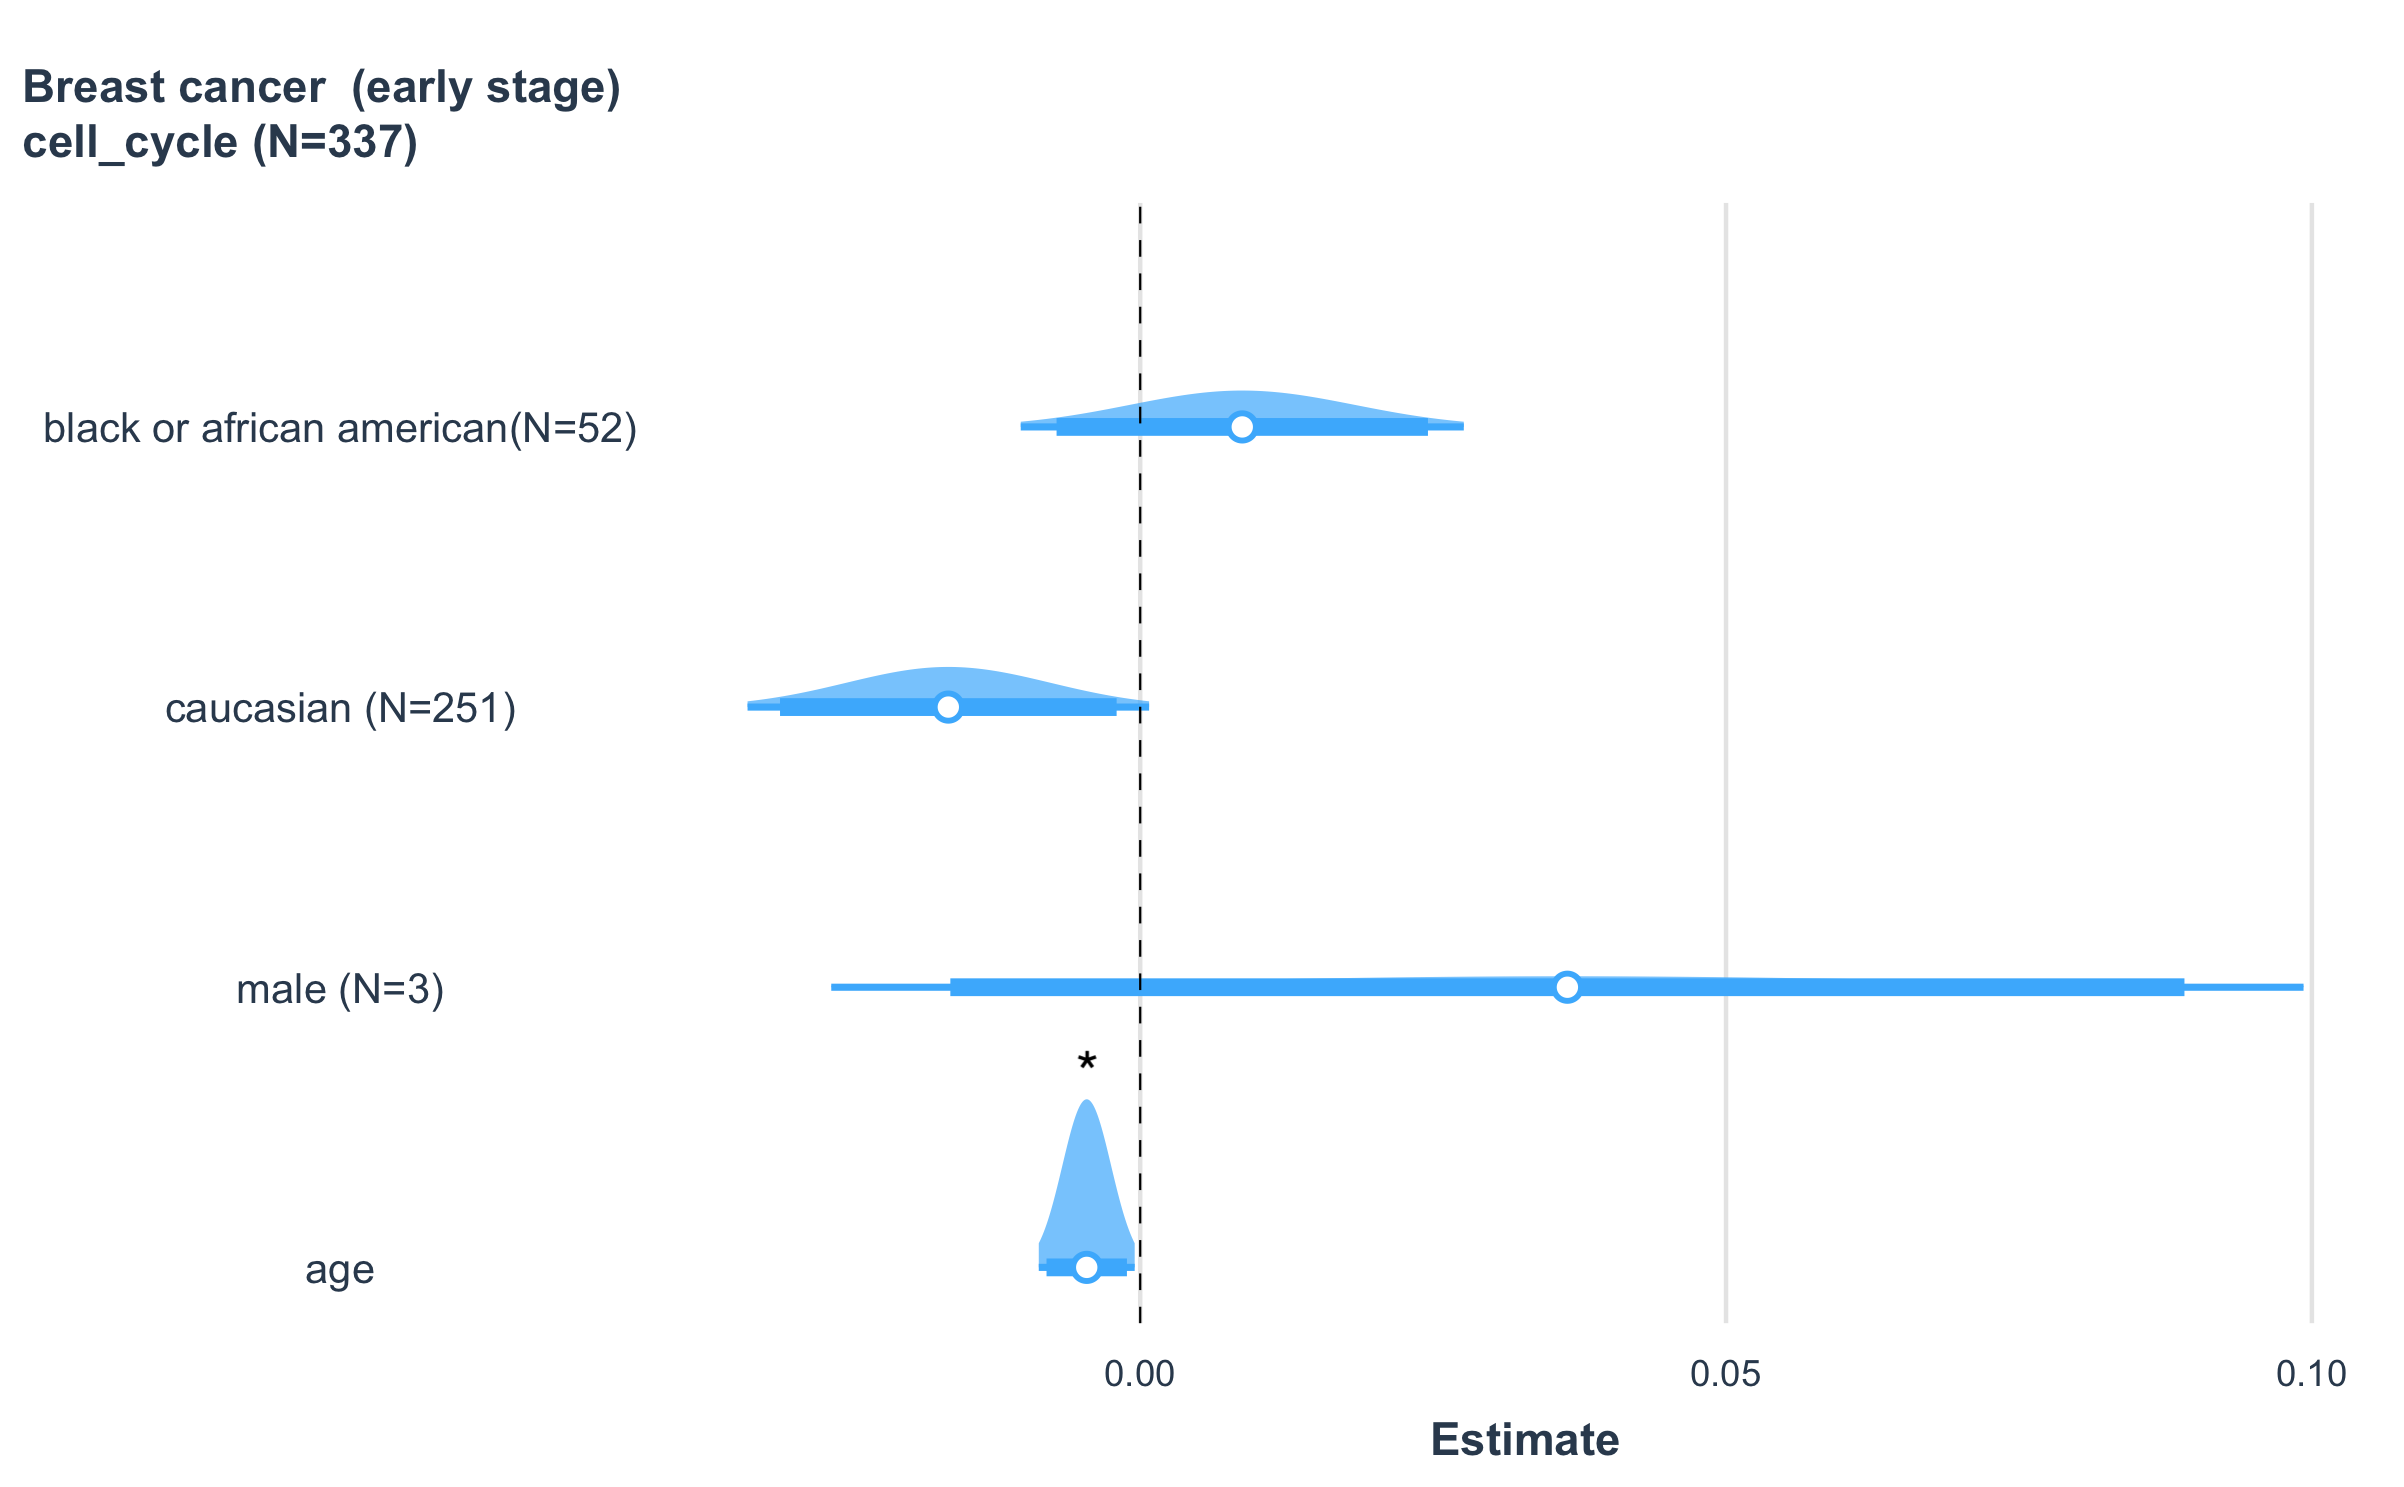 Breast cancer  (early stage)
cell_cycle (N=337)
black or african american(N=52)
caucasian (N=251)
male (N=3)
*
age
0.00 0.05 0.10
Estimate